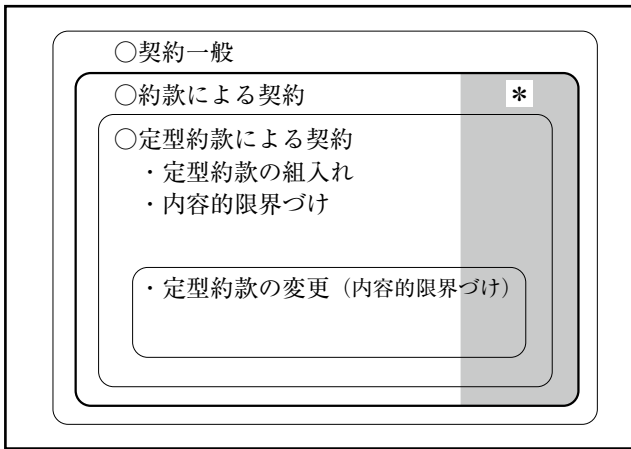 ○契約一般
○約款による契約 *
○定型約款による契約
・定型約款の組入れ
・内容的限界づけ
・定型約款の変更（内容的限界づけ）